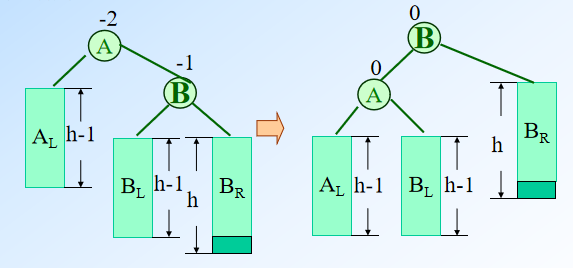 -2
A
-1
B
A_L h-1
B_L h-1 h B_R
0
B
0
A
A_L h-1 B_L h-1 h B_R